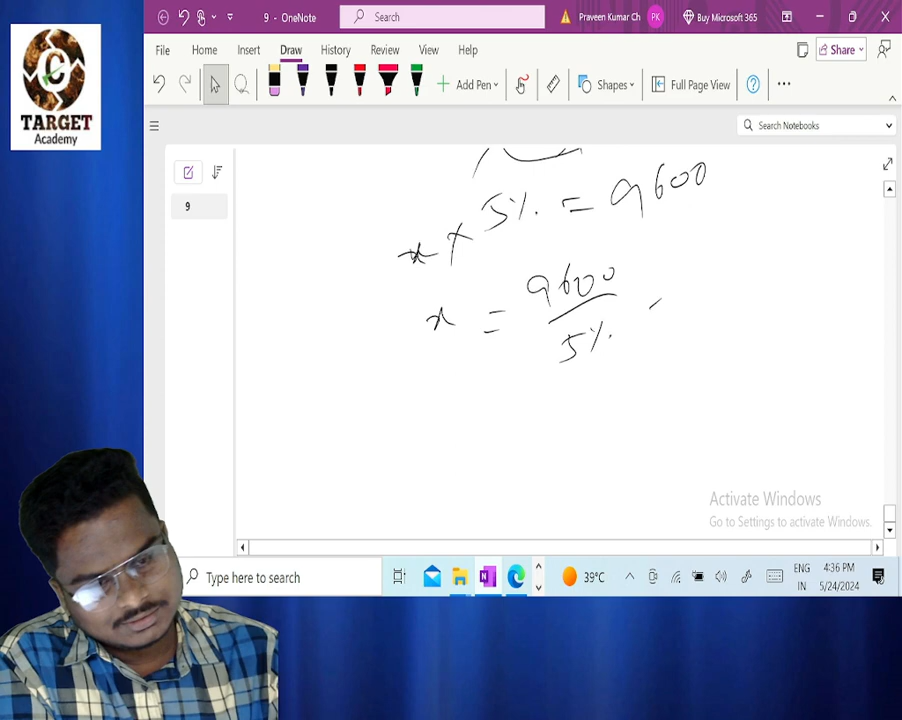 9 - OneNote
Search
Praveen Kumar Ch
PK
Buy Microsoft 365
File Home Insert Draw History Review View Help
Share
Add Pen
Shapes
Full Page View
Search Notebooks
9
TARGET
Academy
x × 5% = 9600
x = 9600 / 5% =
Activate Windows
Go to Settings to activate Windows.
Type here to search
39°C
ENG
IN
4:36 PM
5/24/2024